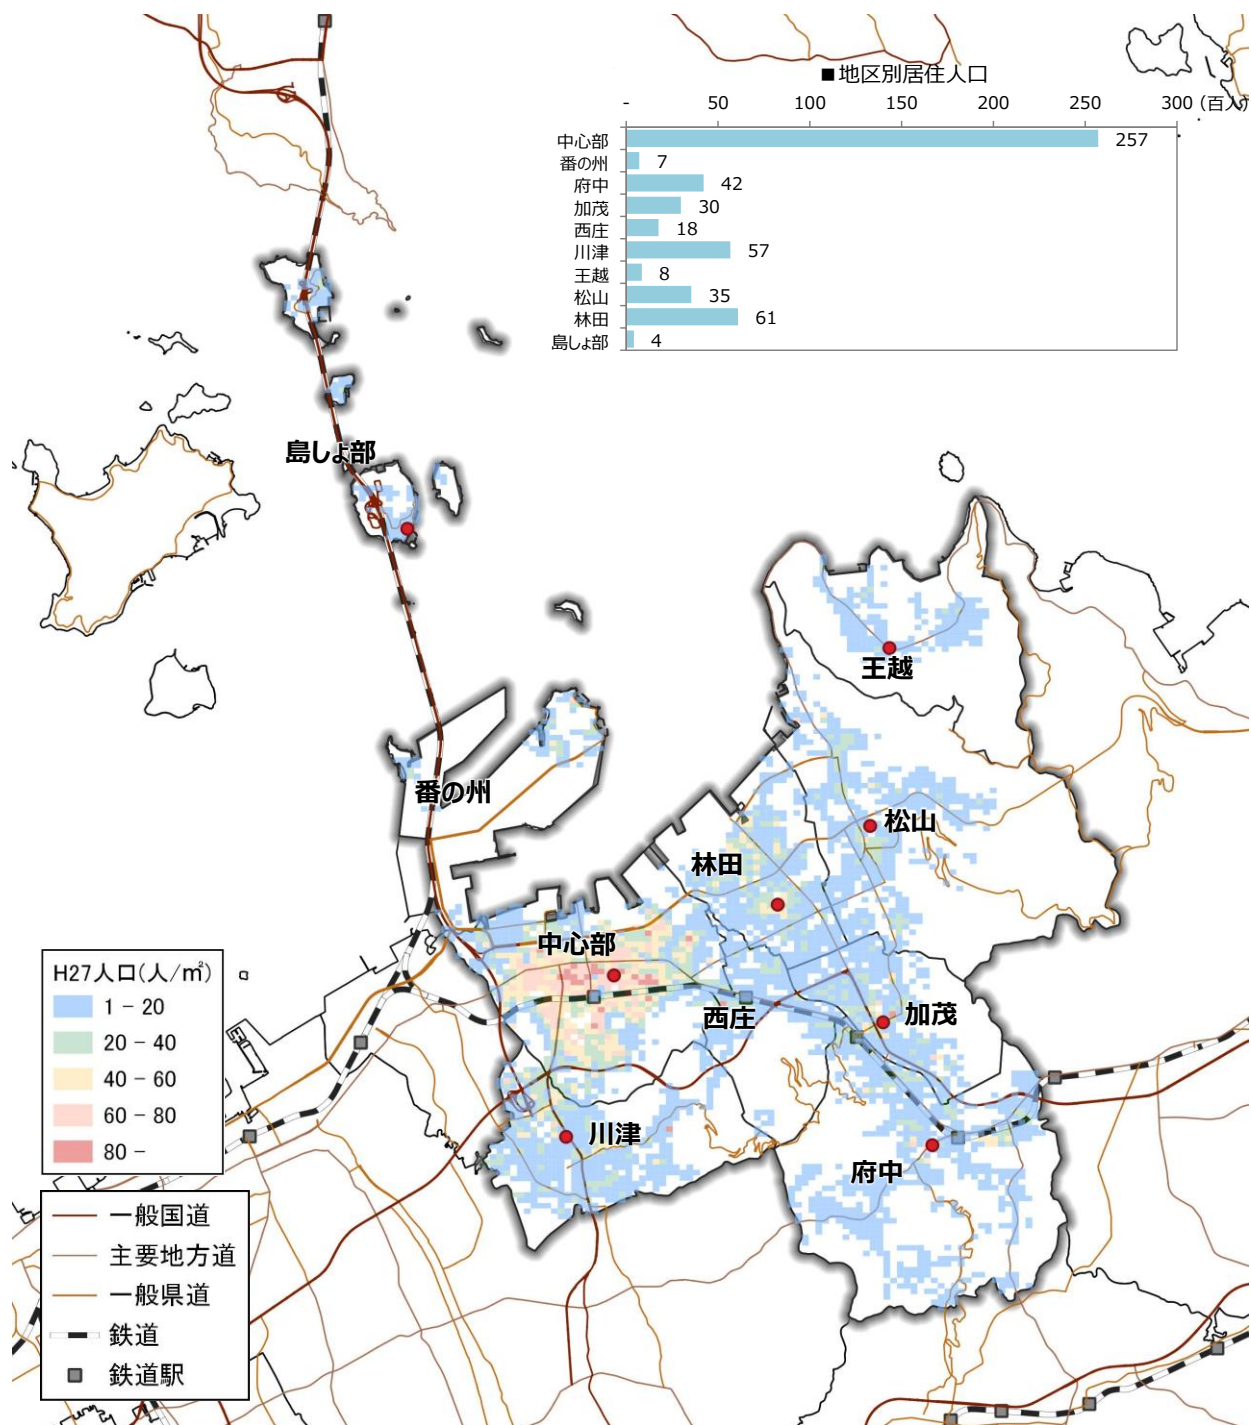 ■地区別居住人口
- 50 100 150 200 250 300 (百人)
中心部 257
番の州 7
府中 42
加茂 30
西庄 18
川津 57
王越 8
松山 35
林田 61
島しょ部 4
島しょ部
王越
番の州
松山
林田
中心部
西庄
加茂
川津
府中
H27人口(人/㎡)
1 - 20
20 - 40
40 - 60
60 - 80
80 -
一般国道
主要地方道
一般県道
鉄道
鉄道駅